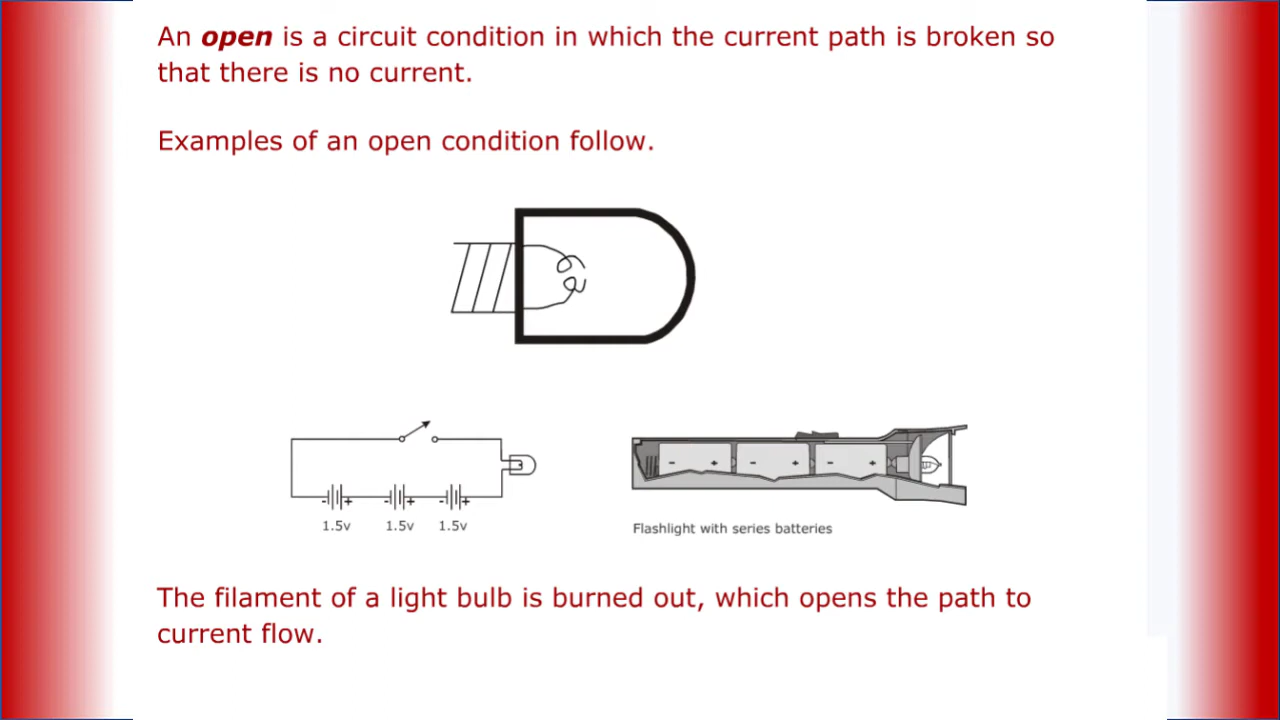 An open is a circuit condition in which the current path is broken so
that there is no current.
Examples of an open condition follow.
- + - + - +
1.5v 1.5v 1.5v
- + - + - +
Flashlight with series batteries
The filament of a light bulb is burned out, which opens the path to
current flow.